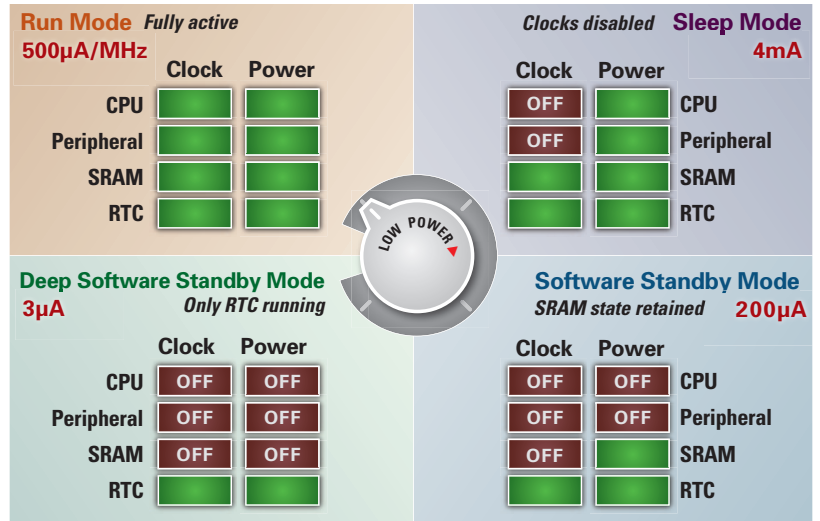 Run Mode Fully active
500µA/MHz
Clock Power
CPU
Peripheral
SRAM
RTC
Clocks disabled Sleep Mode
4mA
Clock Power
OFF CPU
OFF Peripheral
SRAM
RTC
LOW POWER
Deep Software Standby Mode
3µA Only RTC running
Clock Power
CPU OFF OFF
Peripheral OFF OFF
SRAM OFF OFF
RTC
Software Standby Mode
SRAM state retained 200µA
Clock Power
OFF OFF CPU
OFF OFF Peripheral
OFF SRAM
RTC